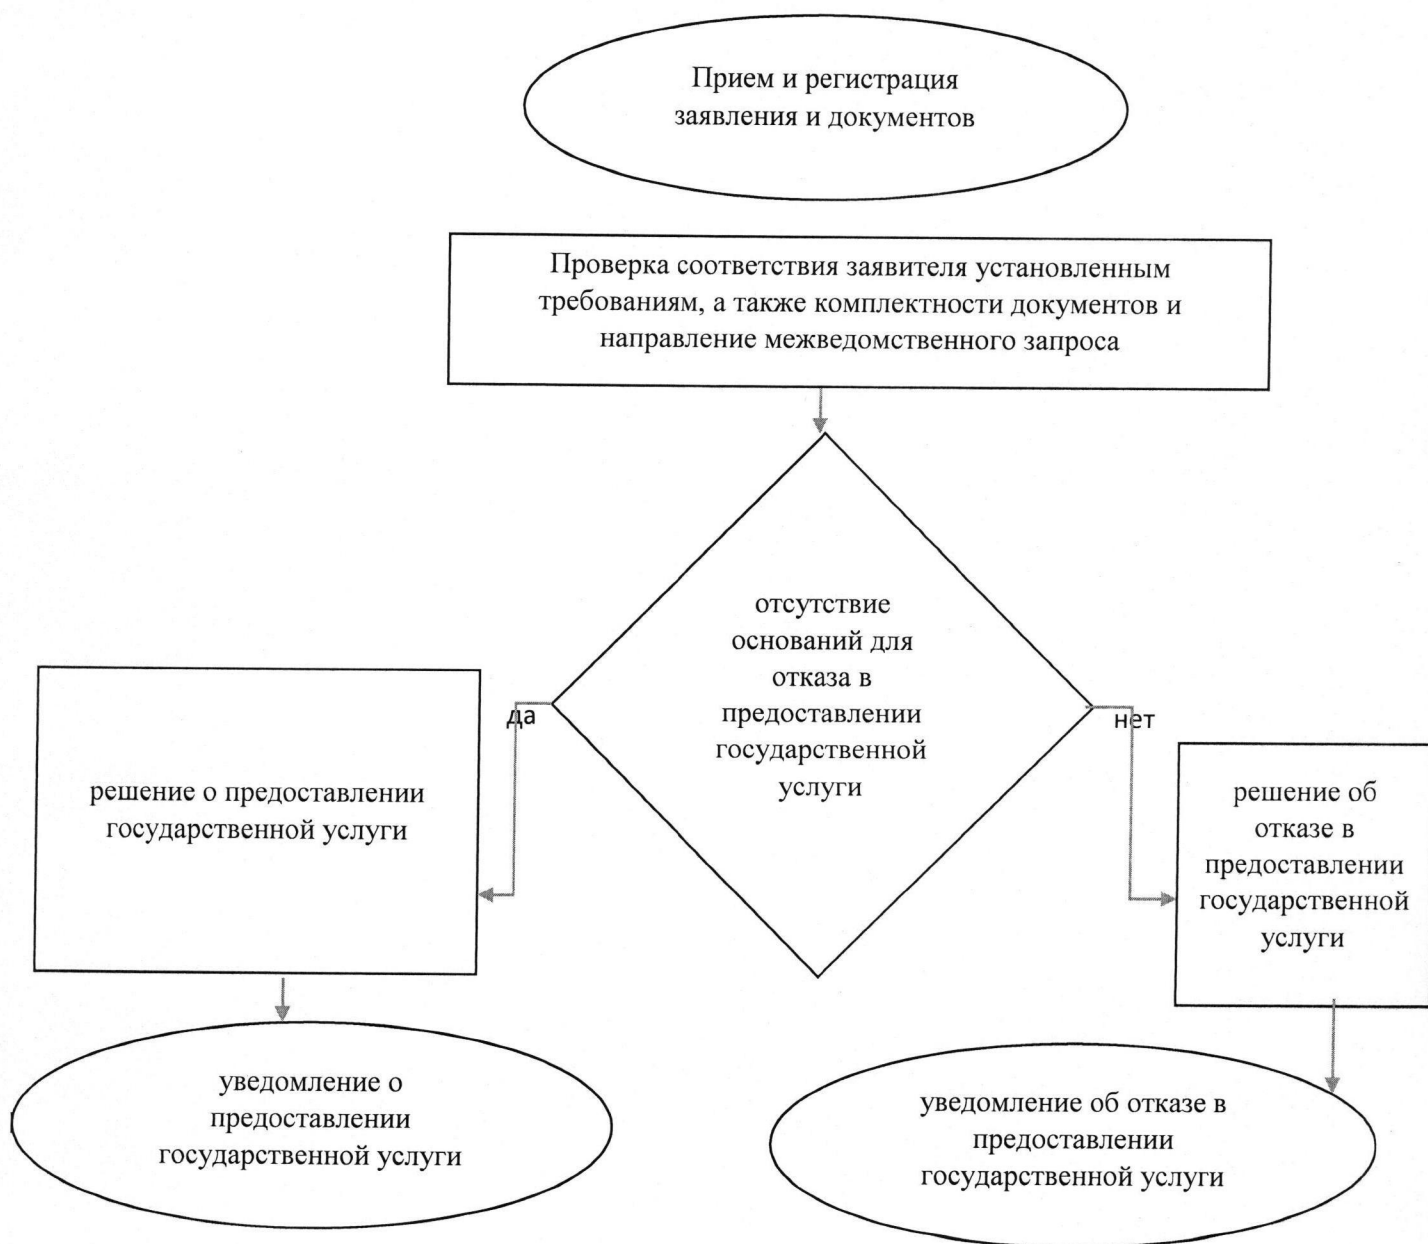 Прием и регистрация
заявления и документов
Проверка соответствия заявителя установленным
требованиям, а также комплектности документов и
направление межведомственного запроса
отсутствие
оснований для
отказа в
предоставлении
государственной
услуги
да
нет
решение о предоставлении
государственной услуги
решение об
отказе в
предоставлении
государственной
услуги
уведомление о
предоставлении
государственной услуги
уведомление об отказе в
предоставлении
государственной услуги